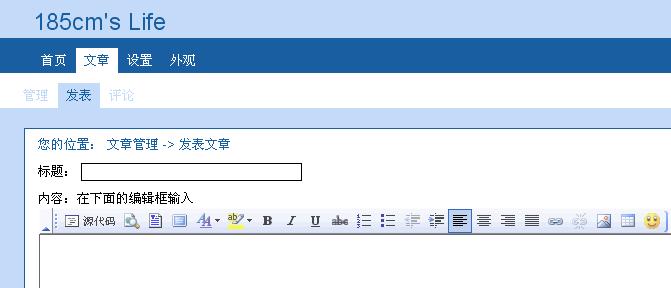 185cm's Life
首页 文章 设置 外观
管理 发表 评论
您的位置： 文章管理 -> 发表文章
标题：
内容：在下面的编辑框输入
源代码 B I U abc